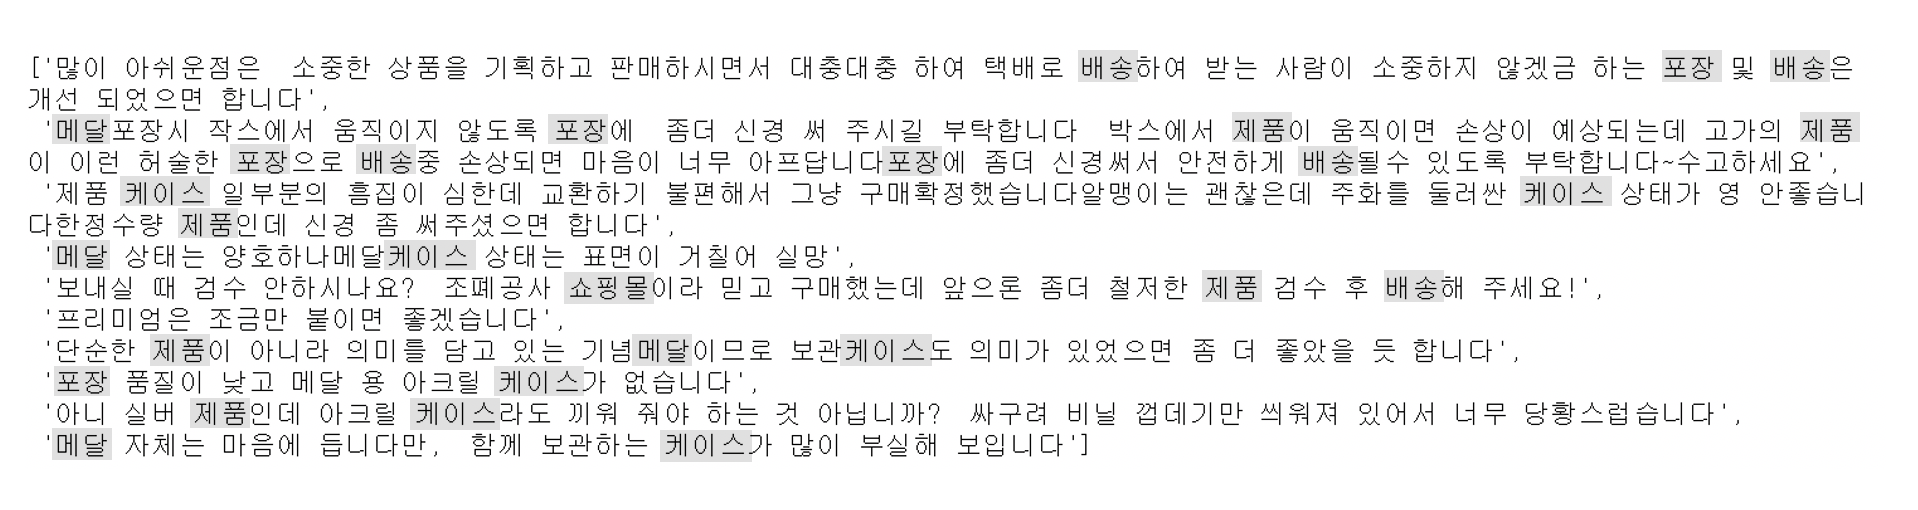 ['많이 아쉬운점은  소중한 상품을 기획하고 판매하시면서 대충대충 하여 택배로 배송하여 받는 사람이 소중하지 않겠금 하는 포장 및 배송은
개선 되었으면 합니다',
'메달포장시 작스에서 움직이지 않도록 포장에  좀더 신경 써 주시길 부탁합니다  박스에서 제품이 움직이면 손상이 예상되는데 고가의 제품
이 이런 허술한 포장으로 배송중 손상되면 마음이 너무 아프답니다포장에 좀더 신경써서 안전하게 배송될수 있도록 부탁합니다~수고하세요',
'제품 케이스 일부분의 흠집이 심한데 교환하기 불편해서 그냥 구매확정했습니다알맹이는 괜찮은데 주화를 둘러싼 케이스 상태가 영 안좋습니
다한정수량 제품인데 신경 좀 써주셨으면 합니다',
'메달 상태는 양호하나메달케이스 상태는 표면이 거칠어 실망',
'보내실 때 검수 안하시나요?  조폐공사 쇼핑몰이라 믿고 구매했는데 앞으론 좀더 철저한 제품 검수 후 배송해 주세요!',
'프리미엄은 조금만 붙이면 좋겠습니다',
'단순한 제품이 아니라 의미를 담고 있는 기념메달이므로 보관케이스도 의미가 있었으면 좀 더 좋았을 듯 합니다',
'포장 품질이 낮고 메달 용 아크릴 케이스가 없습니다',
'아니 실버 제품인데 아크릴 케이스라도 끼워 줘야 하는 것 아닙니까?  싸구려 비닐 껍데기만 씌워져 있어서 너무 당황스럽습니다',
'메달 자체는 마음에 듭니다만,  함께 보관하는 케이스가 많이 부실해 보입니다']